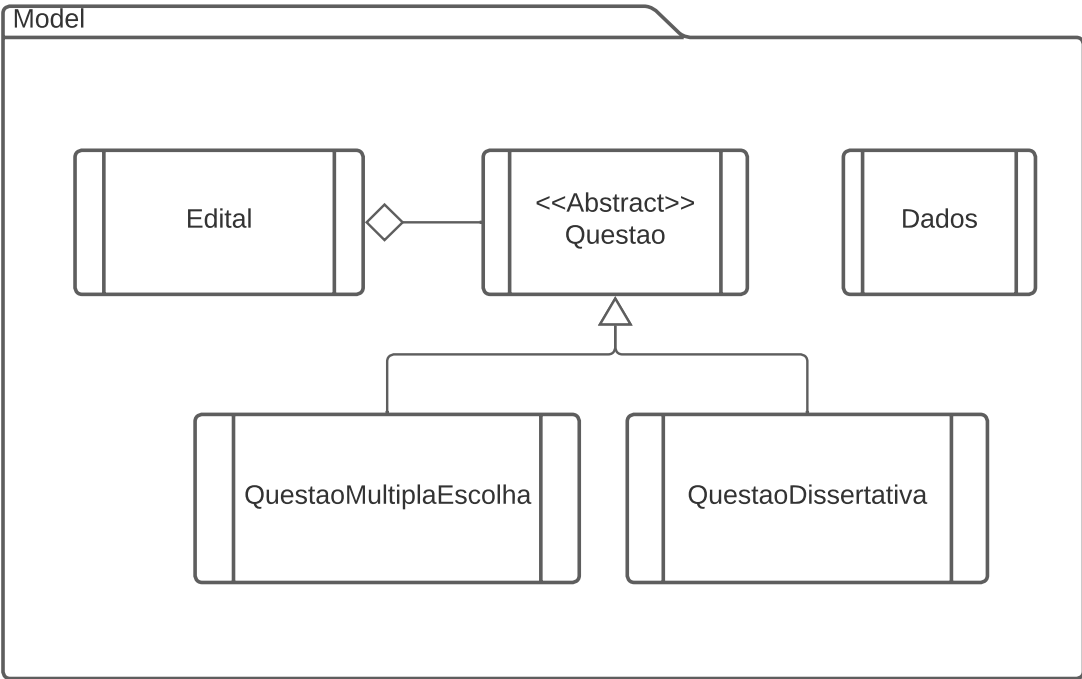 Model
Edital
<<Abstract>>
Questao
Dados
QuestaoMultiplaEscolha
QuestaoDissertativa